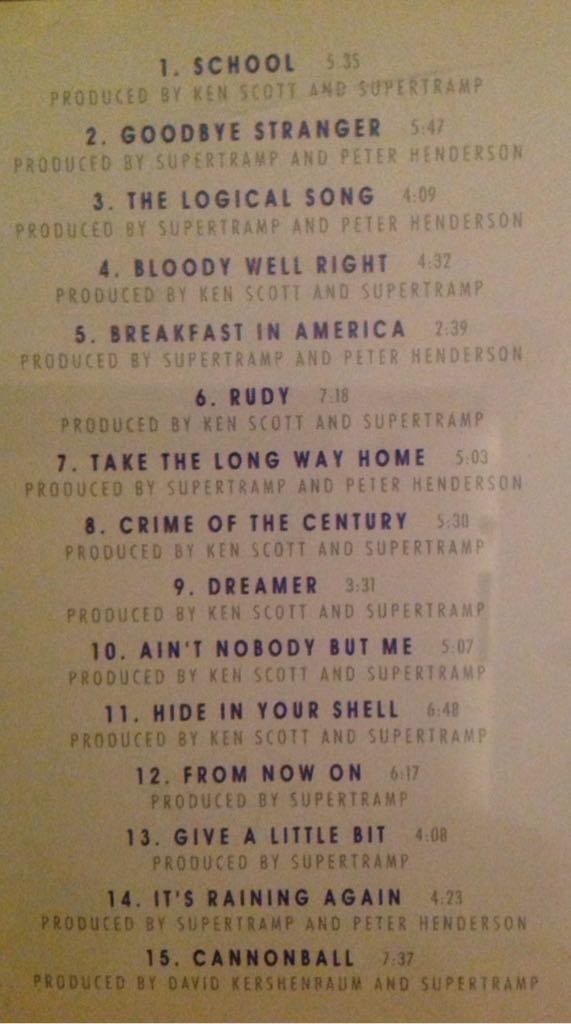 1. SCHOOL 5:35
PRODUCED BY KEN SCOTT AND SUPERTRAMP
2. GOODBYE STRANGER 5:47
PRODUCED BY SUPERTRAMP AND PETER HENDERSON
3. THE LOGICAL SONG 4:09
PRODUCED BY SUPERTRAMP AND PETER HENDERSON
4. BLOODY WELL RIGHT 4:32
PRODUCED BY KEN SCOTT AND SUPERTRAMP
5. BREAKFAST IN AMERICA 2:39
PRODUCED BY SUPERTRAMP AND PETER HENDERSON
6. RUDY 7:18
PRODUCED BY KEN SCOTT AND SUPERTRAMP
7. TAKE THE LONG WAY HOME 5:03
PRODUCED BY SUPERTRAMP AND PETER HENDERSON
8. CRIME OF THE CENTURY 5:30
PRODUCED BY KEN SCOTT AND SUPERTRAMP
9. DREAMER 3:31
PRODUCED BY KEN SCOTT AND SUPERTRAMP
10. AIN'T NOBODY BUT ME 5:07
PRODUCED BY KEN SCOTT AND SUPERTRAMP
11. HIDE IN YOUR SHELL 6:48
PRODUCED BY KEN SCOTT AND SUPERTRAMP
12. FROM NOW ON 6:17
PRODUCED BY SUPERTRAMP
13. GIVE A LITTLE BIT 4:08
PRODUCED BY SUPERTRAMP
14. IT'S RAINING AGAIN 4:23
PRODUCED BY SUPERTRAMP AND PETER HENDERSON
15. CANNONBALL 7:37
PRODUCED BY DAVID KERSHENBAUM AND SUPERTRAMP